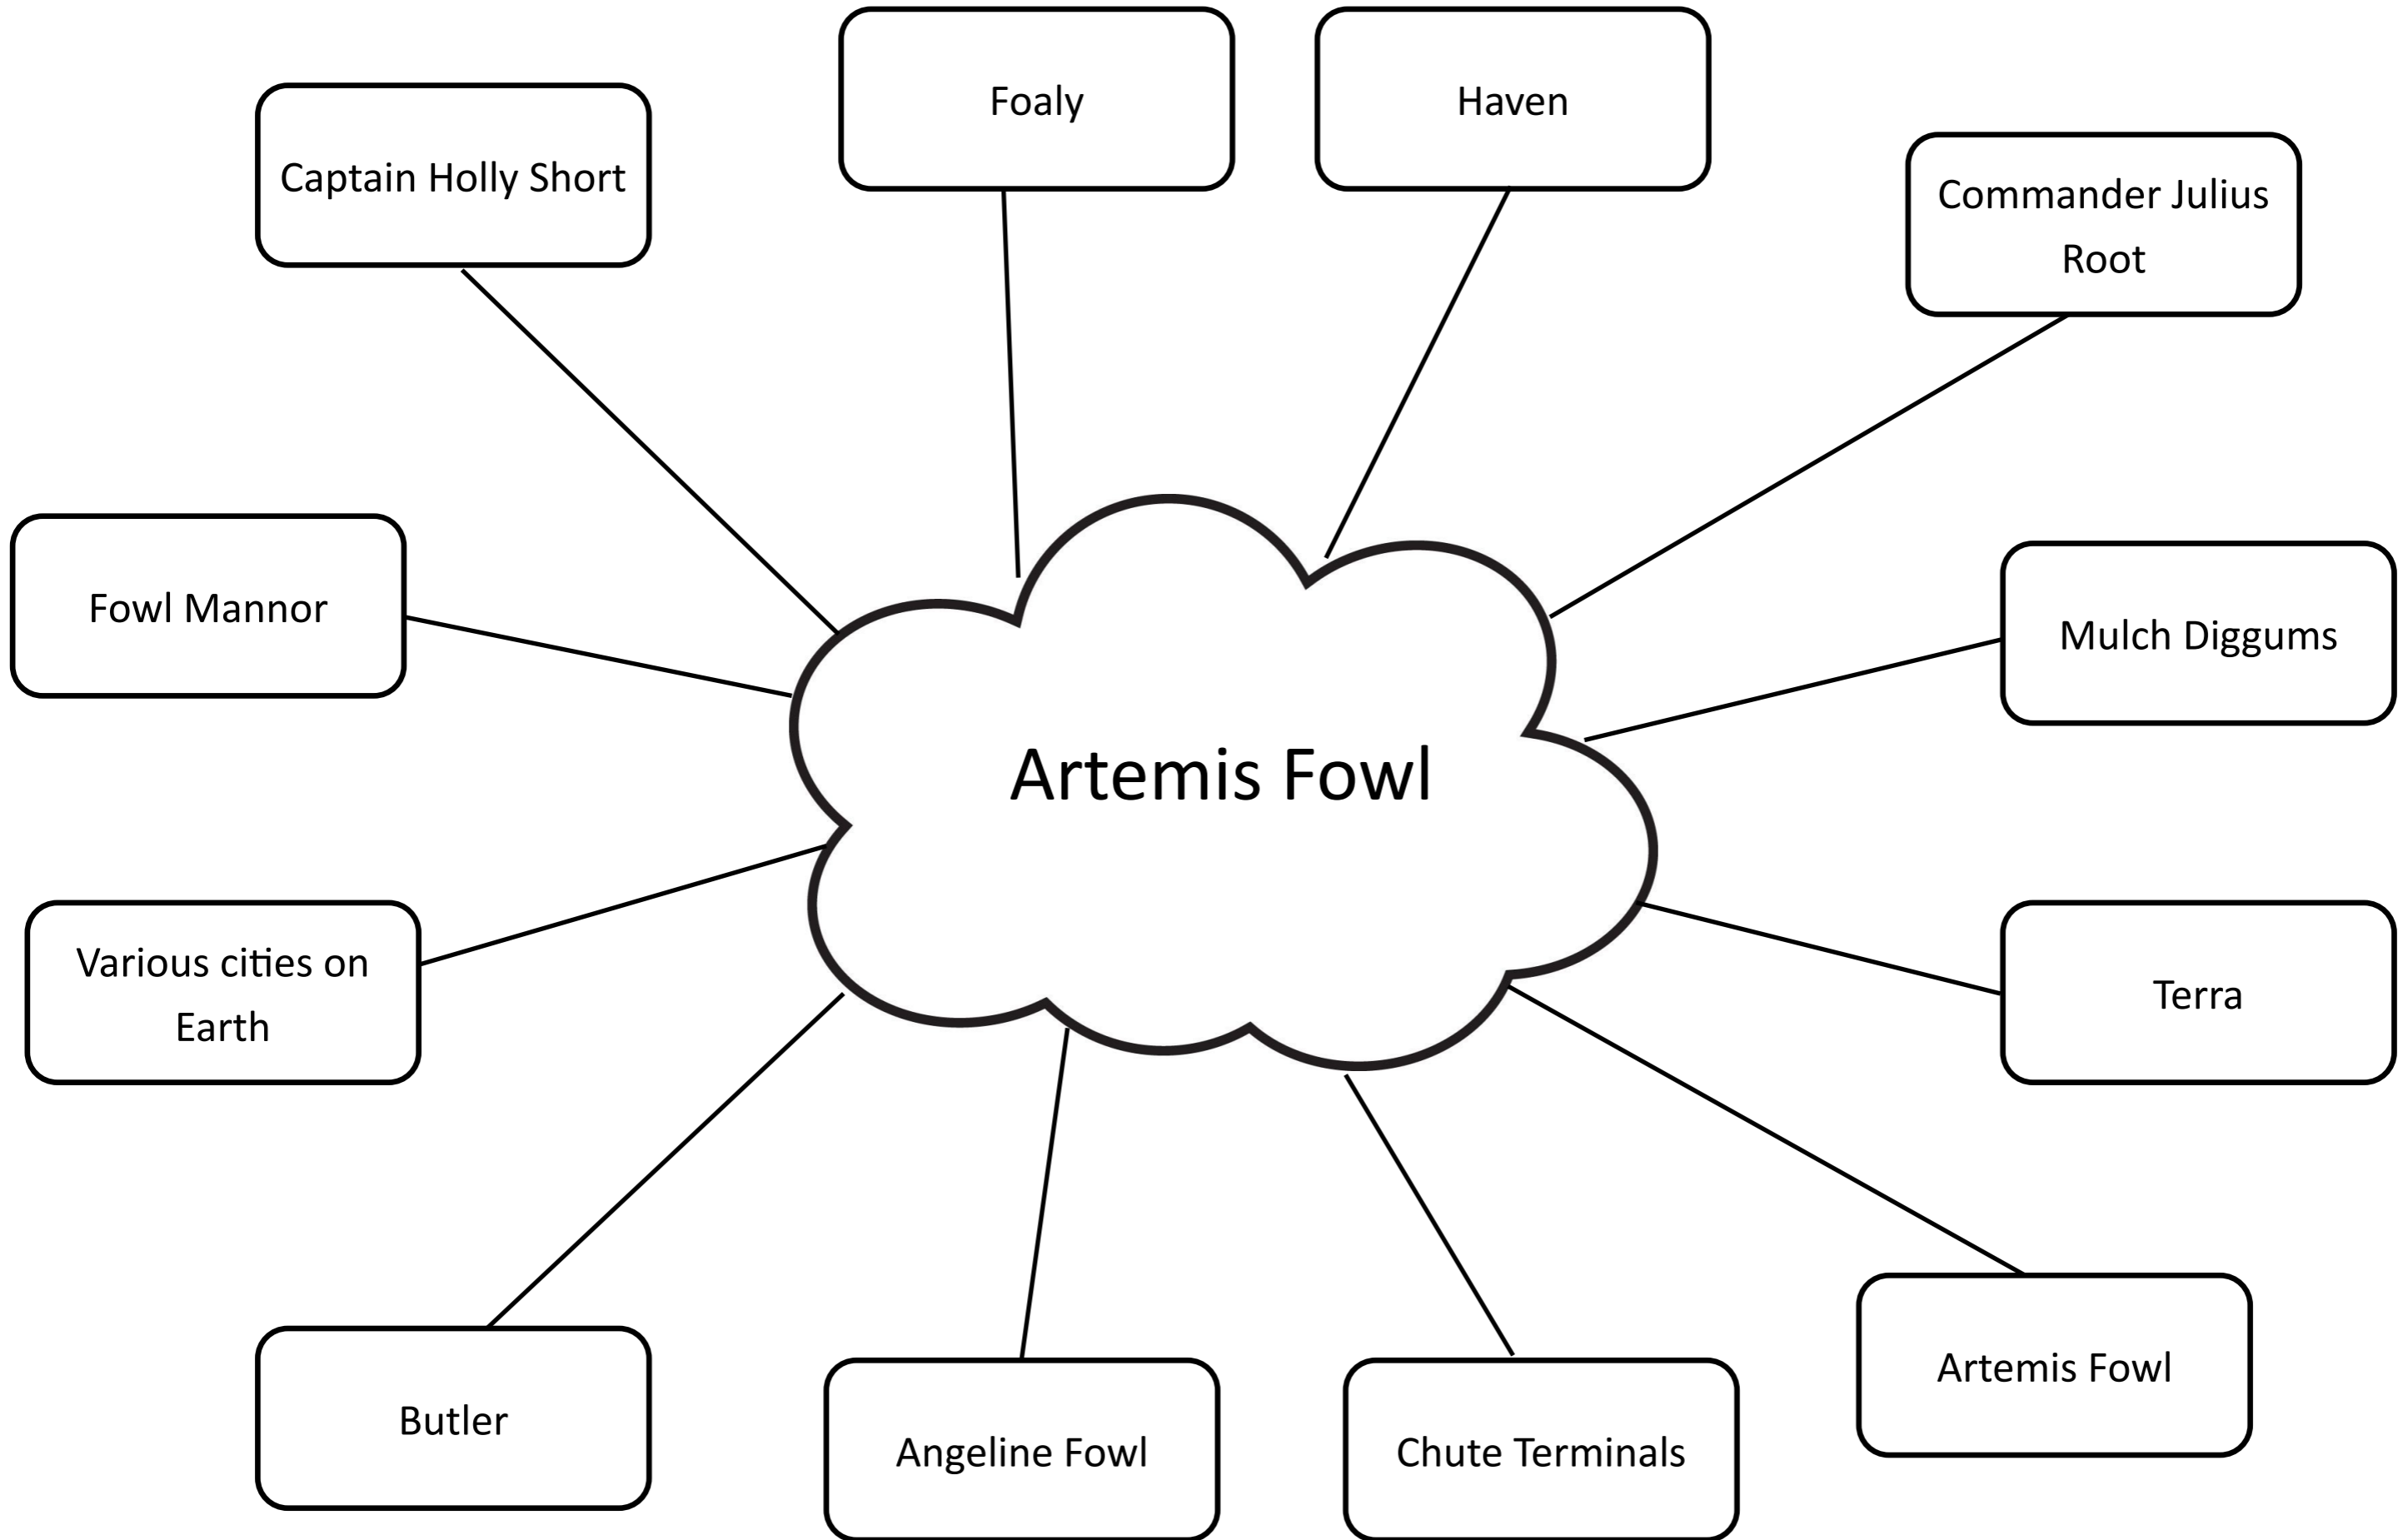 Foaly
Haven
Captain Holly Short
Commander Julius
Root
Fowl Mannor
Mulch Diggums
Artemis Fowl
Various cities on
Earth
Terra
Butler
Angeline Fowl
Chute Terminals
Artemis Fowl